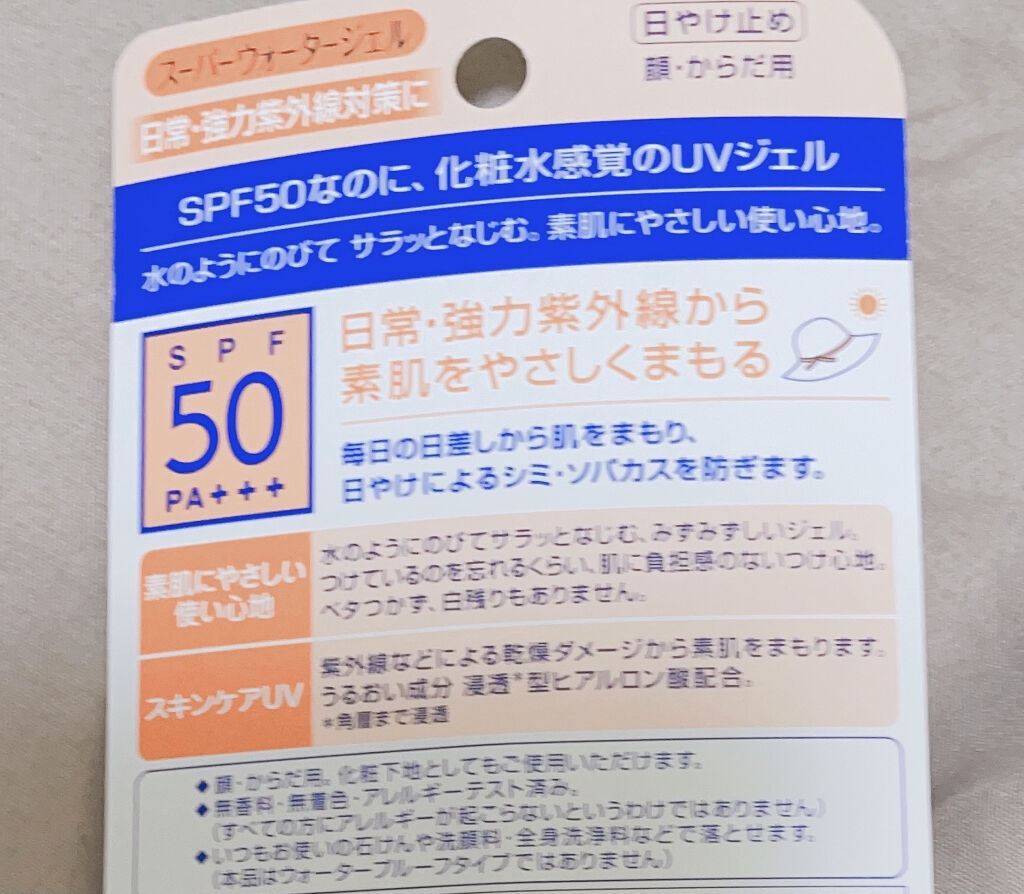 スーパーウォータージェル
日やけ止め
顔・からだ用
日常・強力紫外線対策に
SPF50なのに、化粧水感覚のUVジェル
水のようにのびて サラッとなじむ。素肌にやさしい使い心地。
SPF
50
PA+++
日常・強力紫外線から
素肌をやさしくまもる
毎日の日差しから肌をまもり、
日やけによるシミ・ソバカスを防ぎます。
素肌にやさしい
使い心地
水のようにのびてサラッとなじむ、みずみずしいジェル。
つけているのを忘れるくらい、肌に負担感のないつけ心地。
ベタつかず、白残りもありません。
スキンケアUV
紫外線などによる乾燥ダメージから素肌をまもります。
うるおい成分 浸透*型ヒアルロン酸配合。
*角層まで浸透
◆顔・からだ用。化粧下地としてもご使用いただけます。
◆無香料・無着色・アレルギーテスト済み。
(すべての方にアレルギーが起こらないというわけではありません)
◆いつもお使いの石けんや洗顔料・全身洗浄料などで落とせます。
(本品はウォータープルーフタイプではありません)